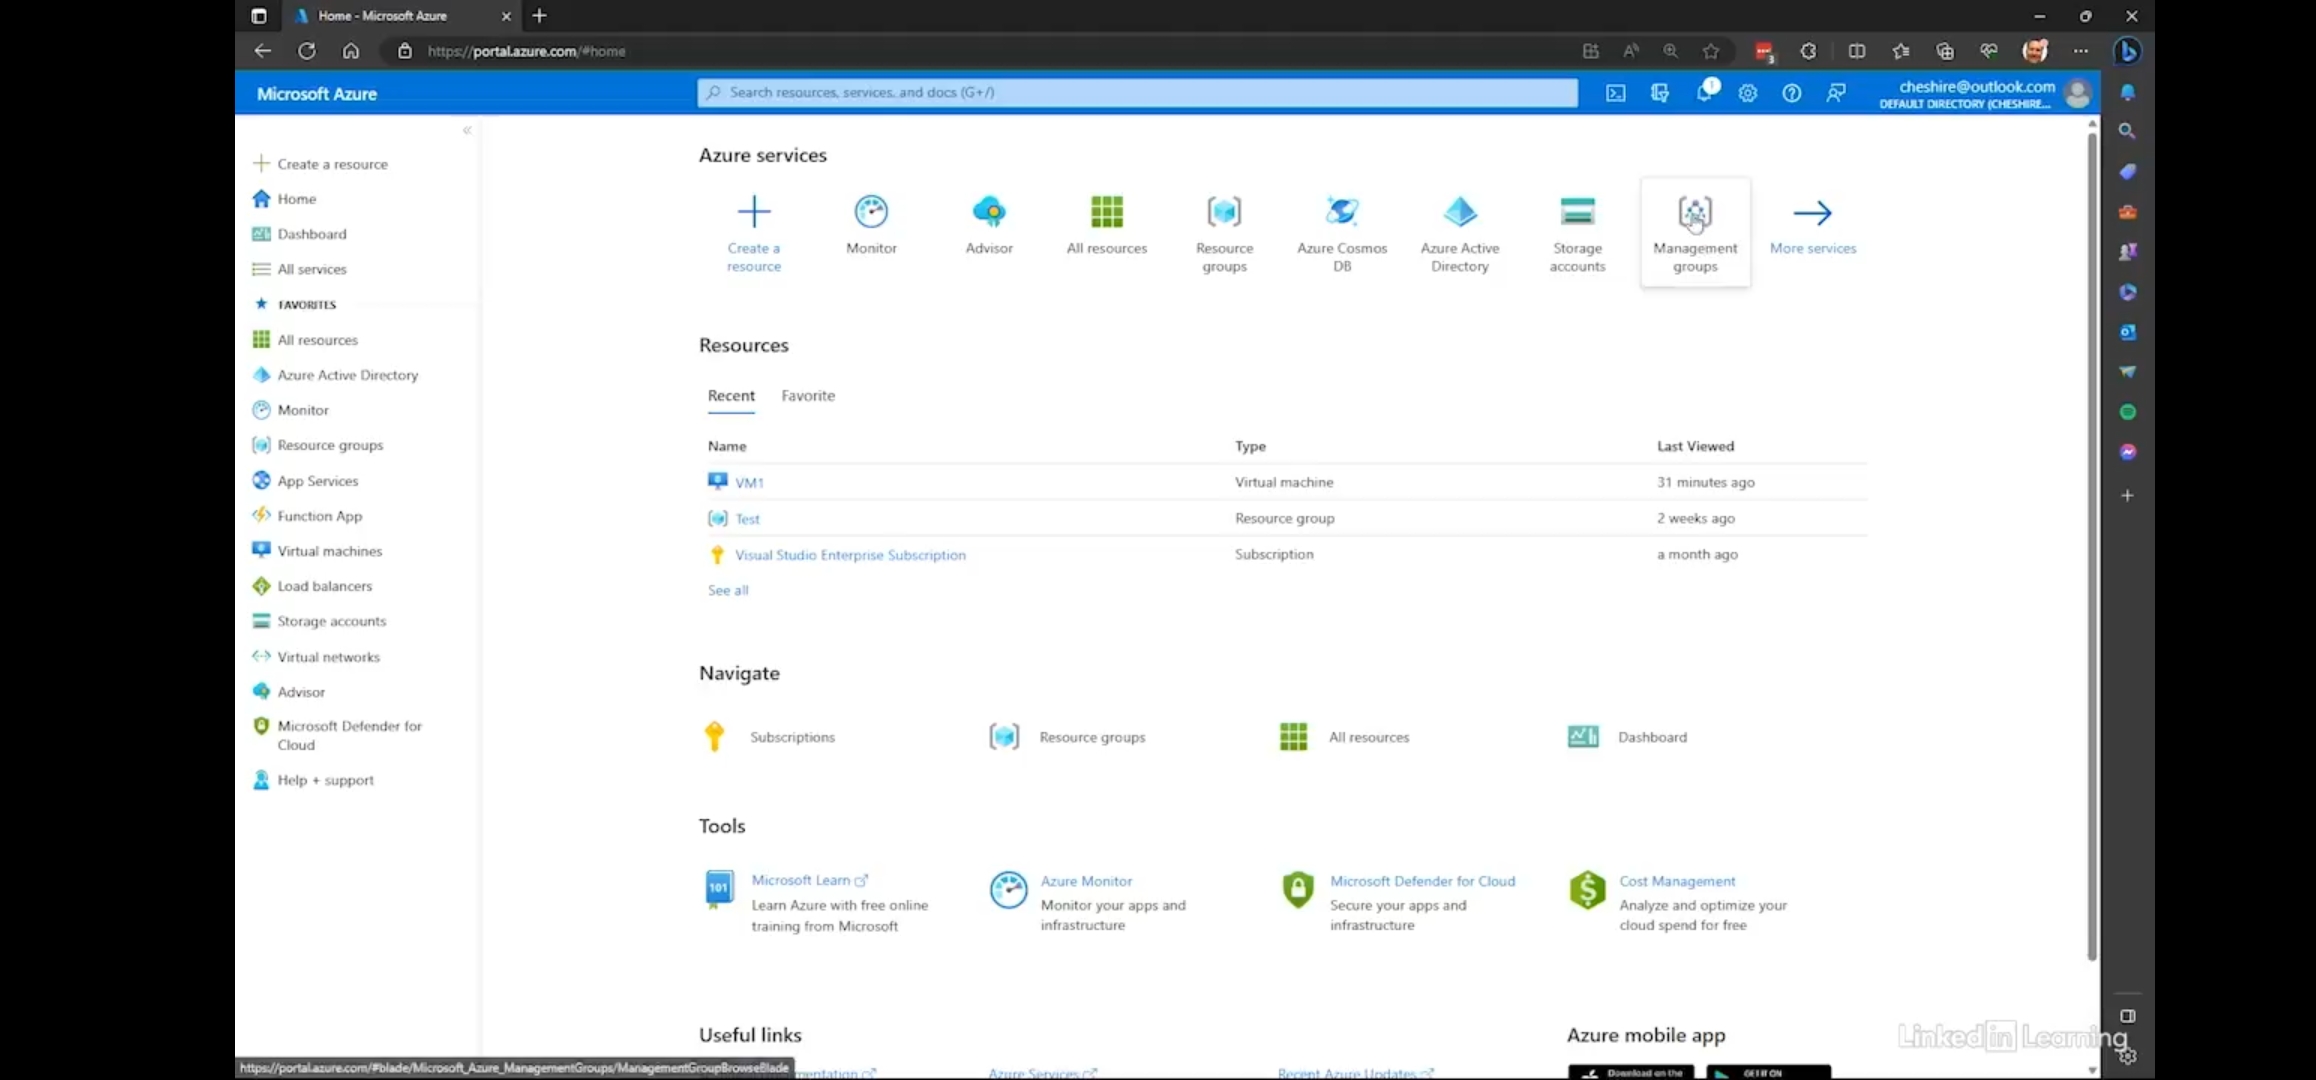 Home - Microsoft Azure
https://portal.azure.com/#home
3
Microsoft Azure
Search resources, services, and docs (G+/)
1
cheshire@outlook.com
DEFAULT DIRECTORY (CHESHIRE...
Create a resource
Home
Dashboard
All services
FAVORITES
All resources
Azure Active Directory
Monitor
Resource groups
App Services
Function App
Virtual machines
Load balancers
Storage accounts
Virtual networks
Advisor
Microsoft Defender for
Cloud
Help + support
Azure services
Create a
resource
Monitor
Advisor
All resources
Resource
groups
Azure Cosmos
DB
Azure Active
Directory
Storage
accounts
Management
groups
More services
Resources
Recent Favorite
Name Type Last Viewed
VM1 Virtual machine 31 minutes ago
Test Resource group 2 weeks ago
Visual Studio Enterprise Subscription Subscription a month ago
See all
Navigate
Subscriptions Resource groups All resources Dashboard
Tools
101
Microsoft Learn
Learn Azure with free online
training from Microsoft
Azure Monitor
Monitor your apps and
infrastructure
Microsoft Defender for Cloud
Secure your apps and
infrastructure
Cost Management
Analyze and optimize your
cloud spend for free
Useful links
Azure mobile app
LinkedIn Learning
https://portal.azure.com/#blade/Microsoft_Azure_ManagementGroups/ManagementGroupBrowseBlade
Azure Services Recent Azure Updates
Download on the
GET IT ON